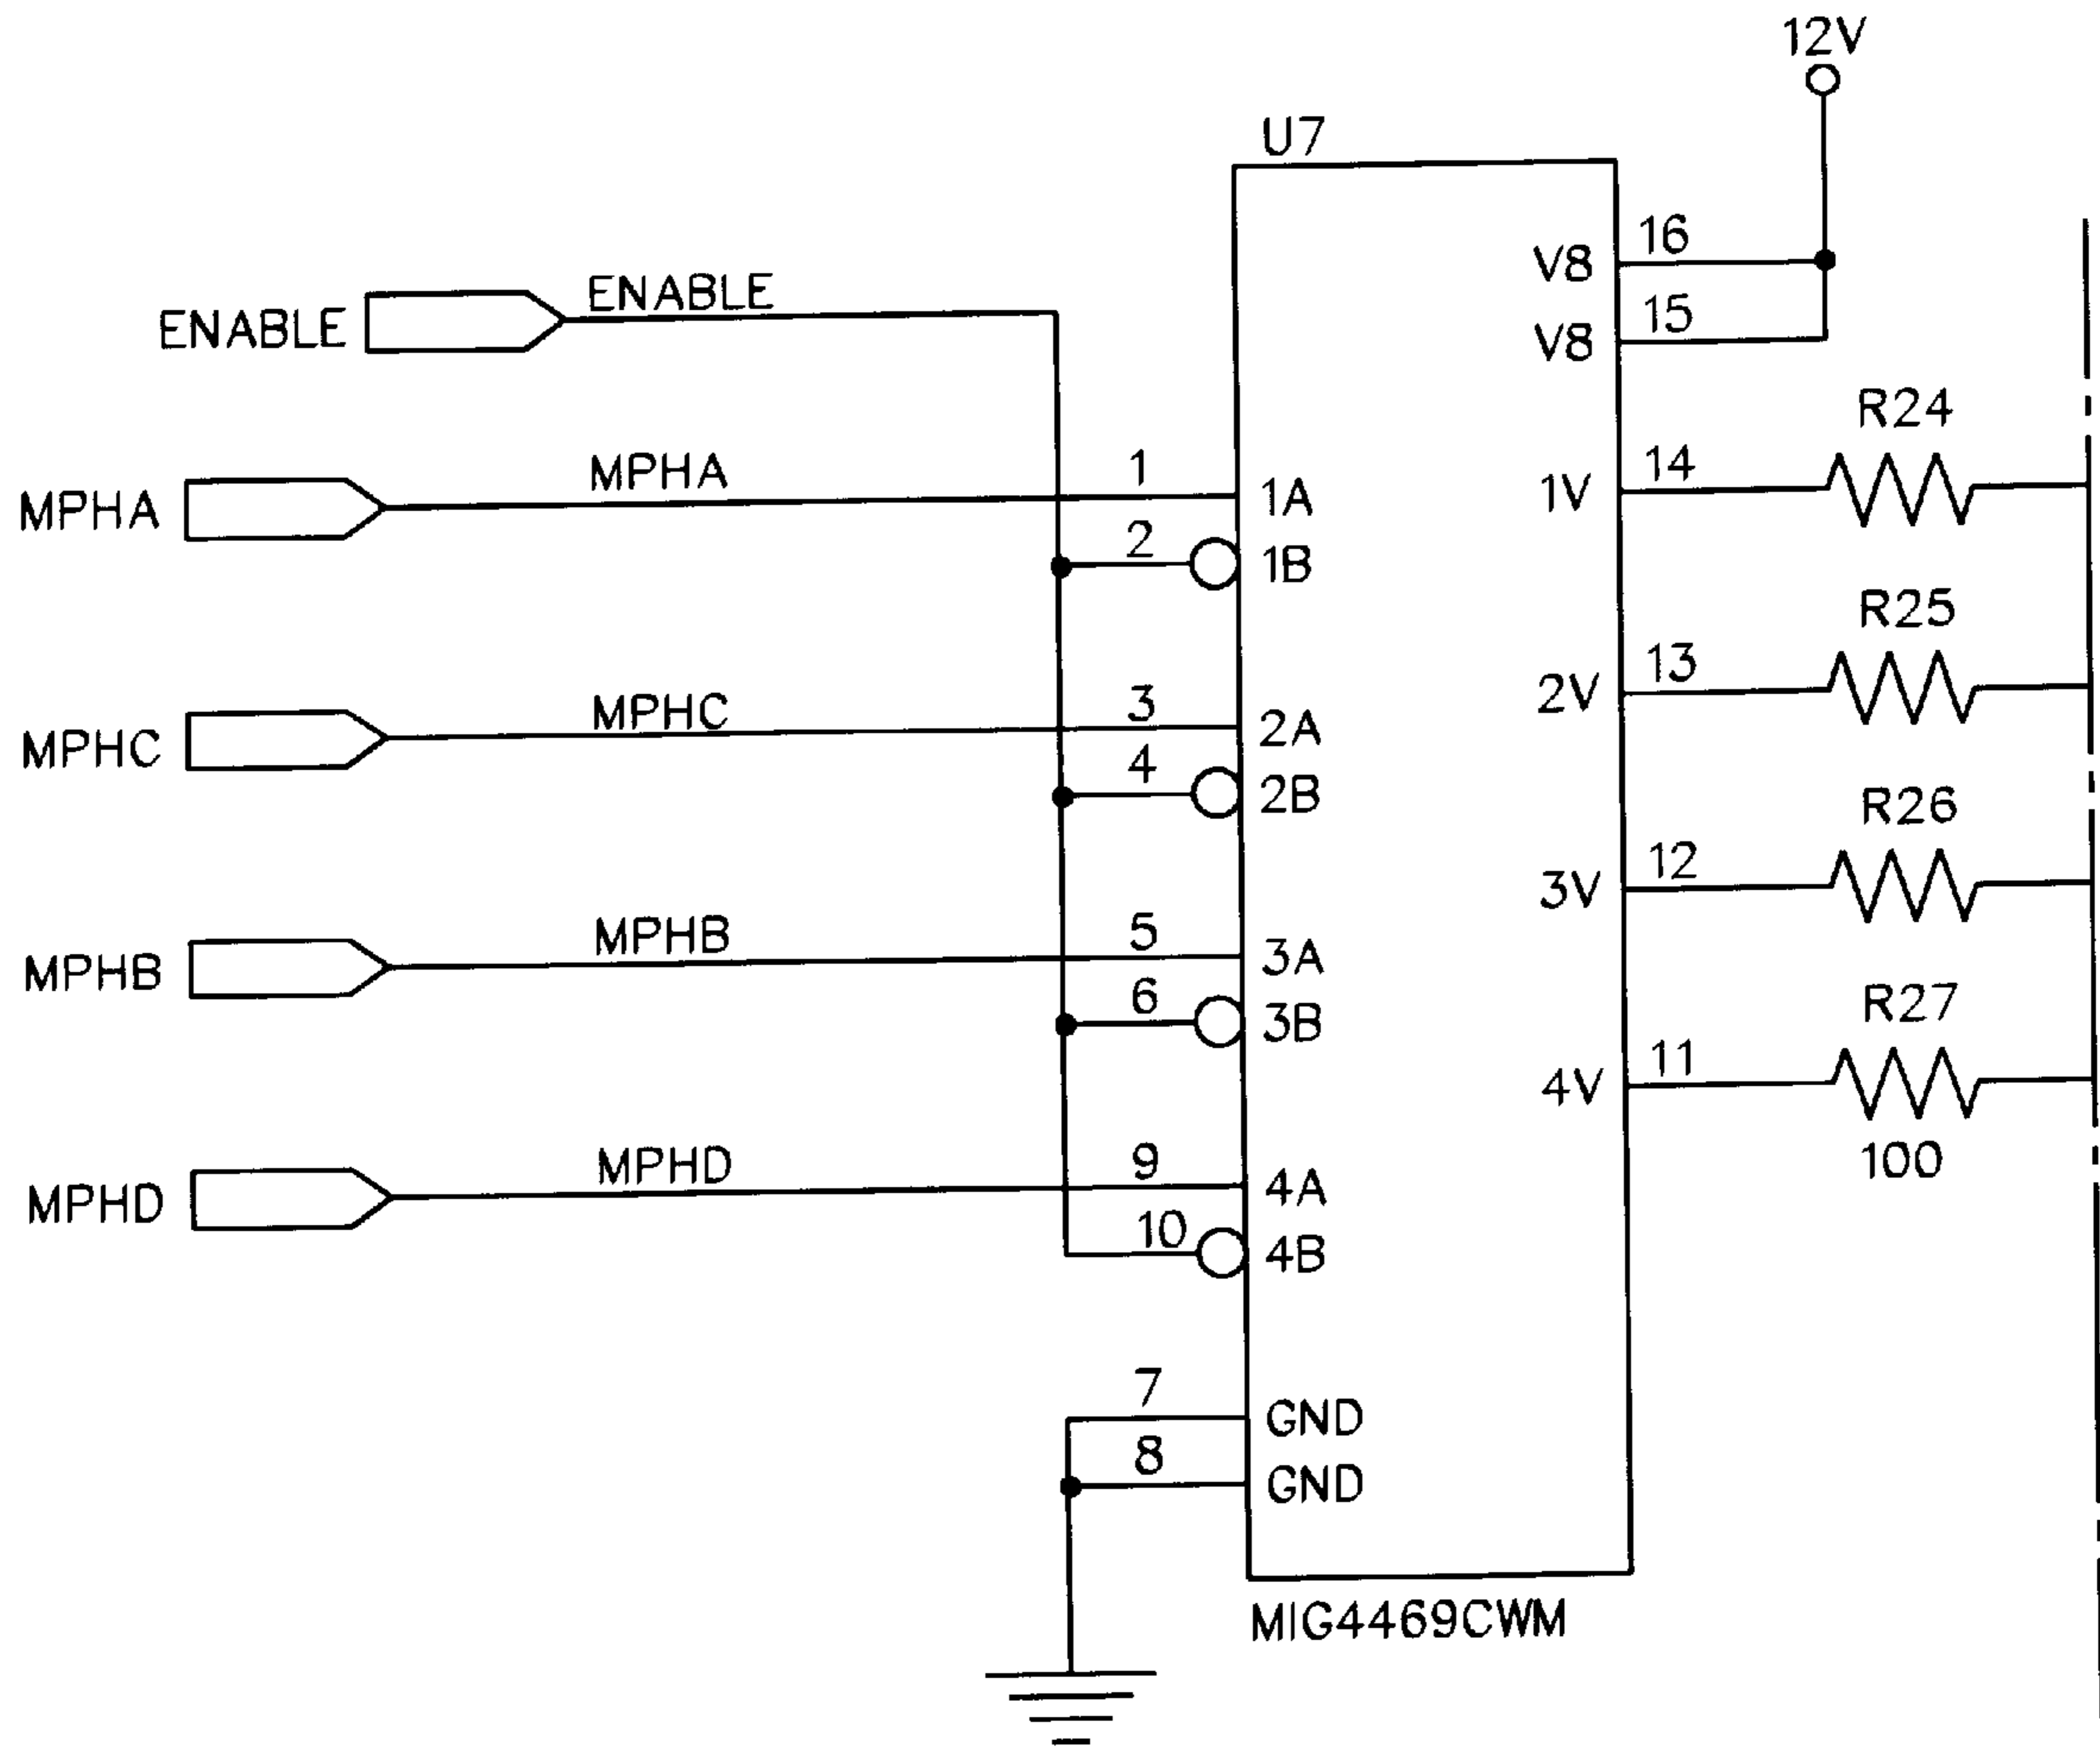 12V
U7
16
V8
ENABLE
ENABLE
15
V8
R24
MPHA
MPHA
1
1A
14
1V
2
1B
R25
13
2V
MPHC
MPHC
3
2A
4
2B
R26
12
3V
MPHB
MPHB
5
3A
6
3B
R27
11
4V
100
MPHD
MPHD
9
4A
10
4B
7
GND
8
GND
MIG4469CWM